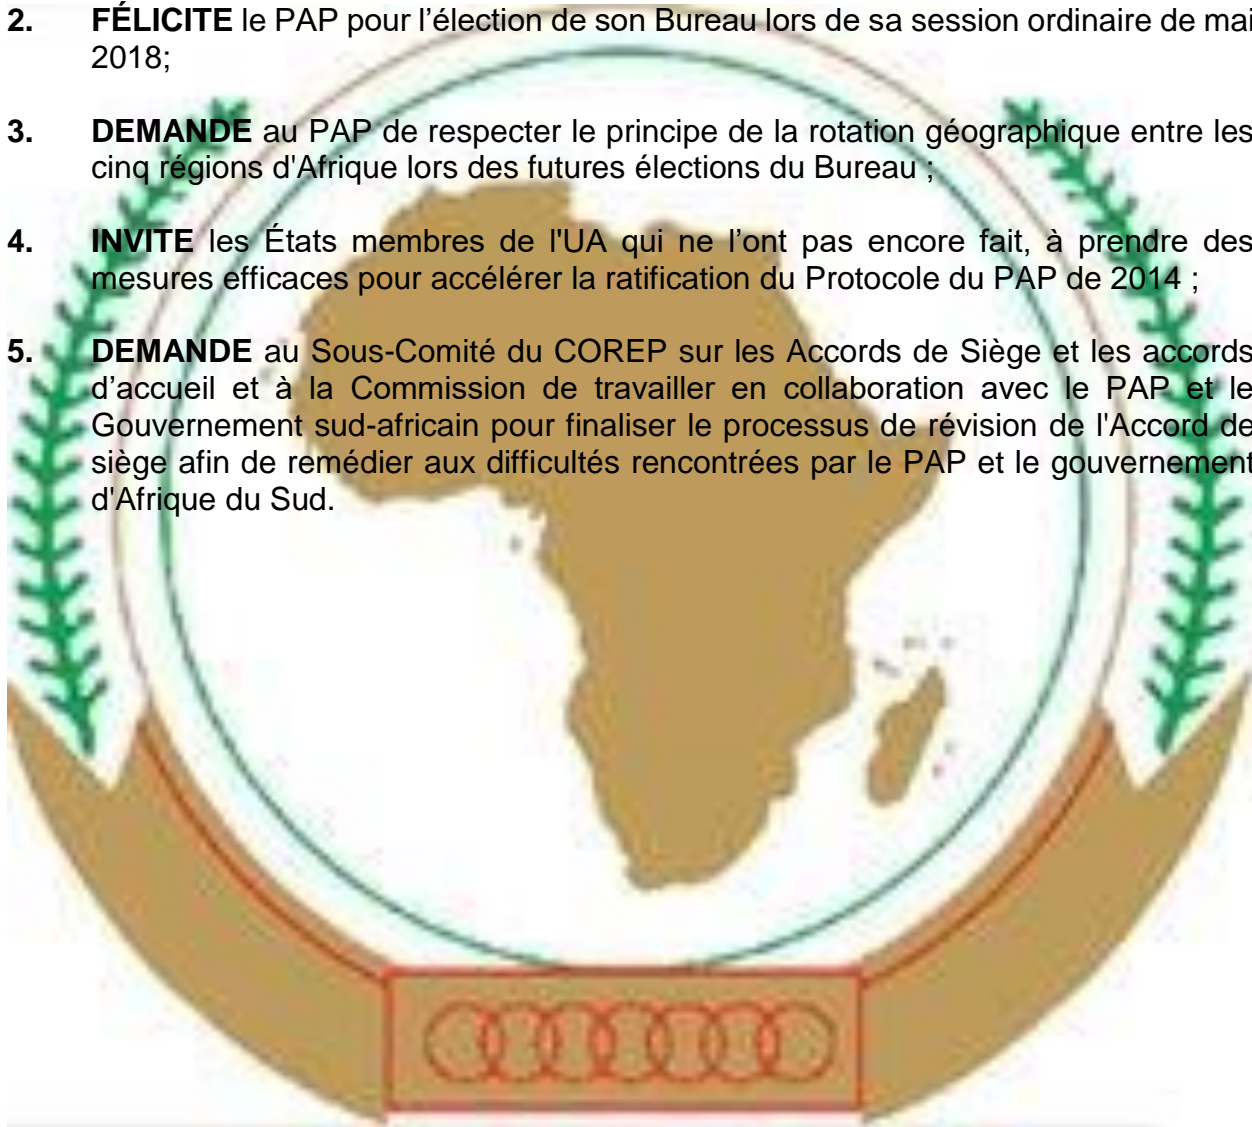 2. FÉLICITE le PAP pour l’élection de son Bureau lors de sa session ordinaire de mai
2018;
3. DEMANDE au PAP de respecter le principe de la rotation géographique entre les
cinq régions d'Afrique lors des futures élections du Bureau ;
4. INVITE les États membres de l'UA qui ne l’ont pas encore fait, à prendre des
mesures efficaces pour accélérer la ratification du Protocole du PAP de 2014 ;
5. DEMANDE au Sous-Comité du COREP sur les Accords de Siège et les accords
d’accueil et à la Commission de travailler en collaboration avec le PAP et le
Gouvernement sud-africain pour finaliser le processus de révision de l'Accord de
siège afin de remédier aux difficultés rencontrées par le PAP et le gouvernement
d'Afrique du Sud.